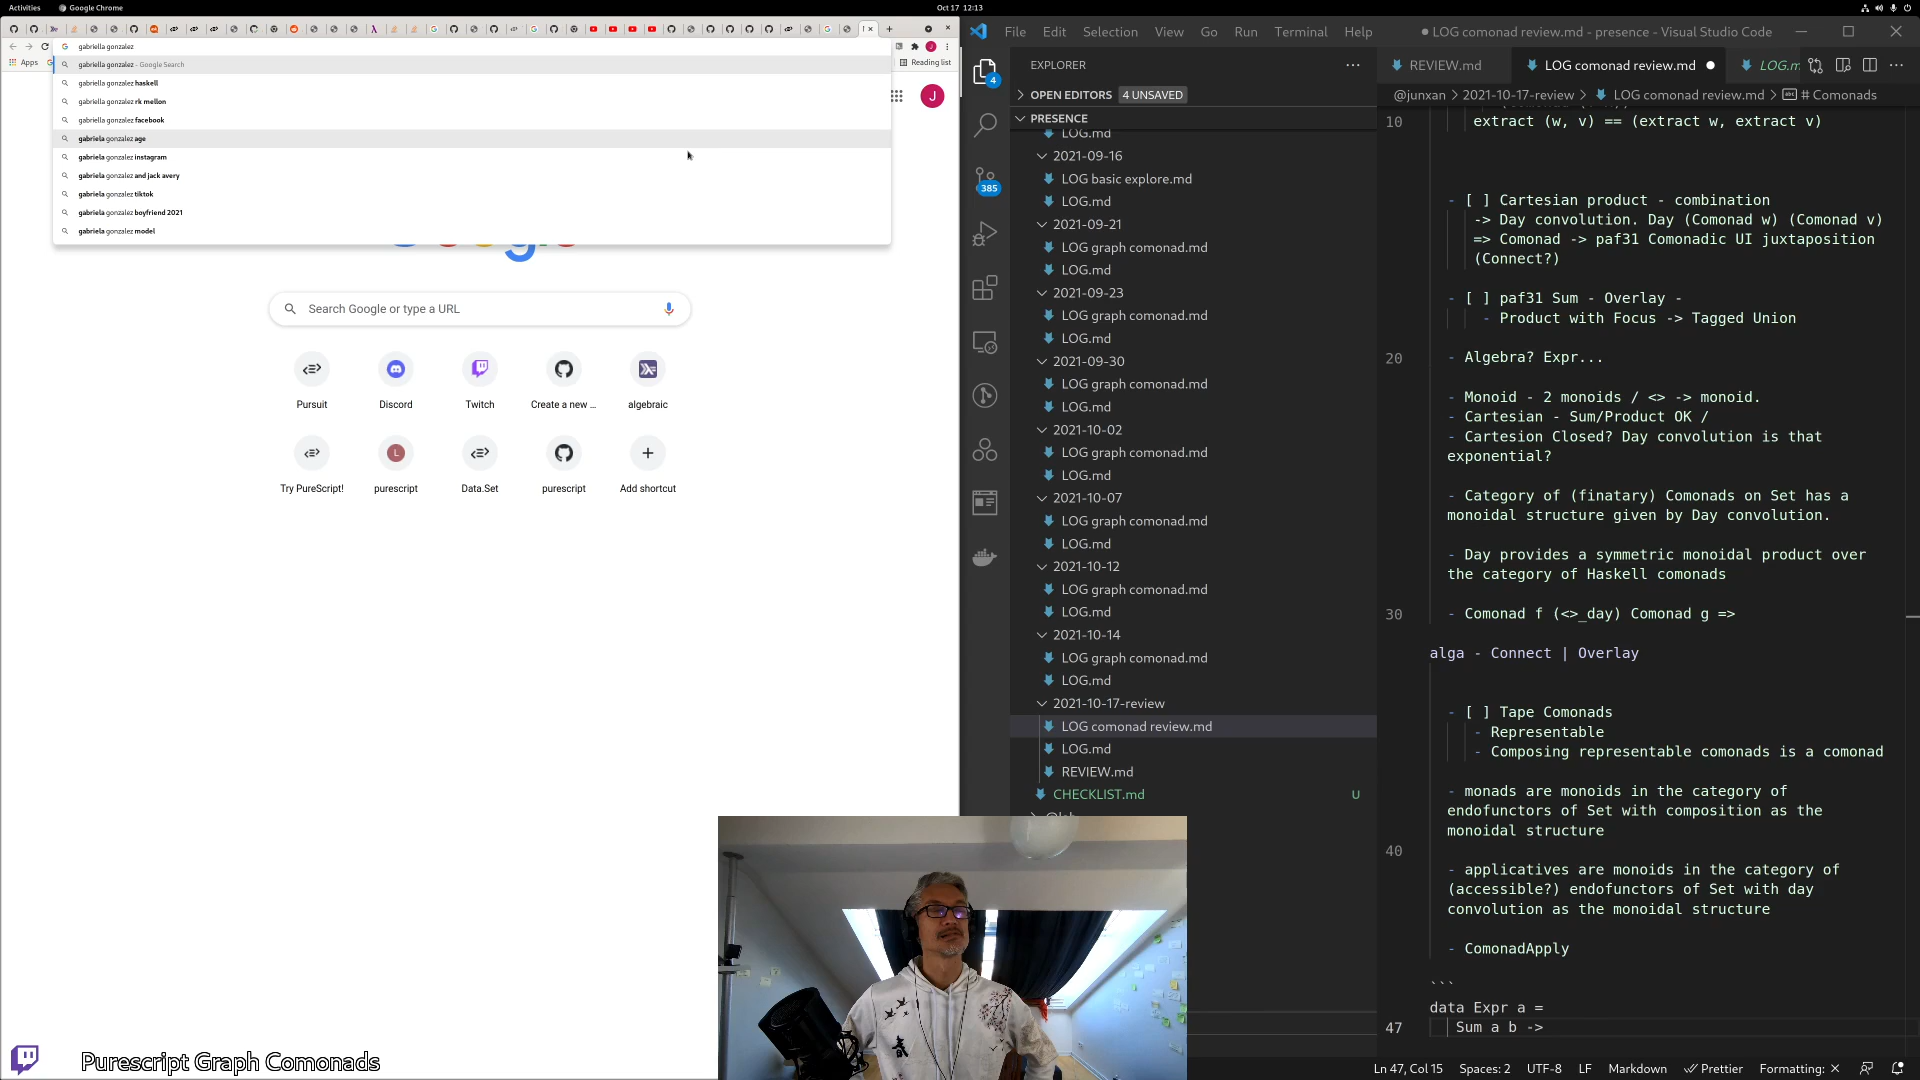 Activities
Google Chrome
Oct 17 12:13
gabriella gonzalez
Apps
Reading list
gabriella gonzalez - Google Search
gabriella gonzalez haskell
gabriella gonzalez rk mellon
gabriella gonzalez facebook
gabriela gonzalez age
gabriela gonzalez instagram
gabriela gonzalez and jack avery
gabriela gonzalez tiktok
gabriela gonzalez boyfriend 2021
gabriela gonzalez model
J
Search Google or type a URL
Pursuit
Discord
Twitch
Create a new ...
algebraic
L
Try PureScript!
purescript
Data.Set
purescript
Add shortcut
Purescript Graph Comonads
File Edit Selection View Go Run Terminal Help
● LOG comonad review.md - presence - Visual Studio Code
4
385
EXPLORER
OPEN EDITORS 4 UNSAVED
PRESENCE
LOG.md
2021-09-16
LOG basic explore.md
LOG.md
2021-09-21
LOG graph comonad.md
LOG.md
2021-09-23
LOG graph comonad.md
LOG.md
2021-09-30
LOG graph comonad.md
LOG.md
2021-10-02
LOG graph comonad.md
LOG.md
2021-10-07
LOG graph comonad.md
LOG.md
2021-10-12
LOG graph comonad.md
LOG.md
2021-10-14
LOG graph comonad.md
LOG.md
2021-10-17-review
LOG comonad review.md
LOG.md
REVIEW.md
CHECKLIST.md U
REVIEW.md
LOG comonad review.md
LOG.m
@junxan > 2021-10-17-review > LOG comonad review.md > # Comonads
10 extract (w, v) == (extract w, extract v)
- [ ] Cartesian product - combination
-> Day convolution. Day (Comonad w) (Comonad v)
=> Comonad -> paf31 Comonadic UI juxtaposition
(Connect?)
- [ ] paf31 Sum - Overlay -
- Product with Focus -> Tagged Union
20 - Algebra? Expr...
- Monoid - 2 monoids / <> -> monoid.
- Cartesian - Sum/Product OK /
- Cartesion Closed? Day convolution is that
exponential?
- Category of (finatary) Comonads on Set has a
monoidal structure given by Day convolution.
- Day provides a symmetric monoidal product over
the category of Haskell comonads
30 - Comonad f (<>_day) Comonad g =>
alga - Connect | Overlay
- [ ] Tape Comonads
- Representable
- Composing representable comonads is a comonad
- monads are monoids in the category of
endofunctors of Set with composition as the
monoidal structure
40
- applicatives are monoids in the category of
(accessible?) endofunctors of Set with day
convolution as the monoidal structure
- ComonadApply
```
data Expr a =
47 Sum a b ->
Ln 47, Col 15 Spaces: 2 UTF-8 LF Markdown Prettier Formatting: ×